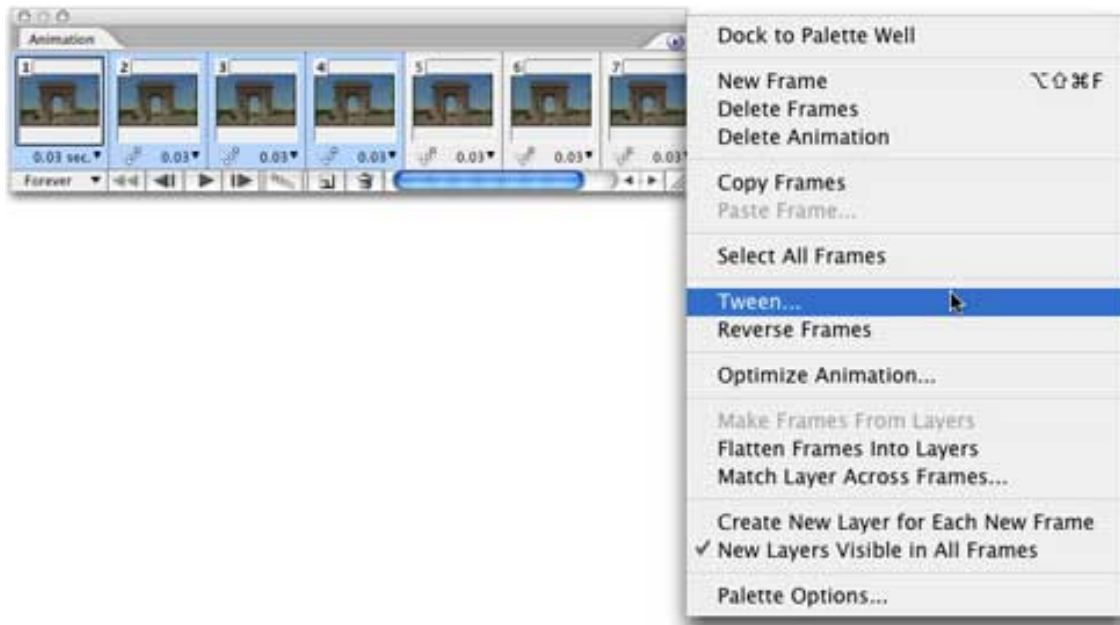 Animation
1 2 3 4 5 6 7
0.03 sec. 0.03 0.03 0.03 0.03 0.03 0.03
Forever
Dock to Palette Well
New Frame ⌥⇧⌘F
Delete Frames
Delete Animation
Copy Frames
Paste Frame...
Select All Frames
Tween...
Reverse Frames
Optimize Animation...
Make Frames From Layers
Flatten Frames Into Layers
Match Layer Across Frames...
Create New Layer for Each New Frame
✓ New Layers Visible in All Frames
Palette Options...